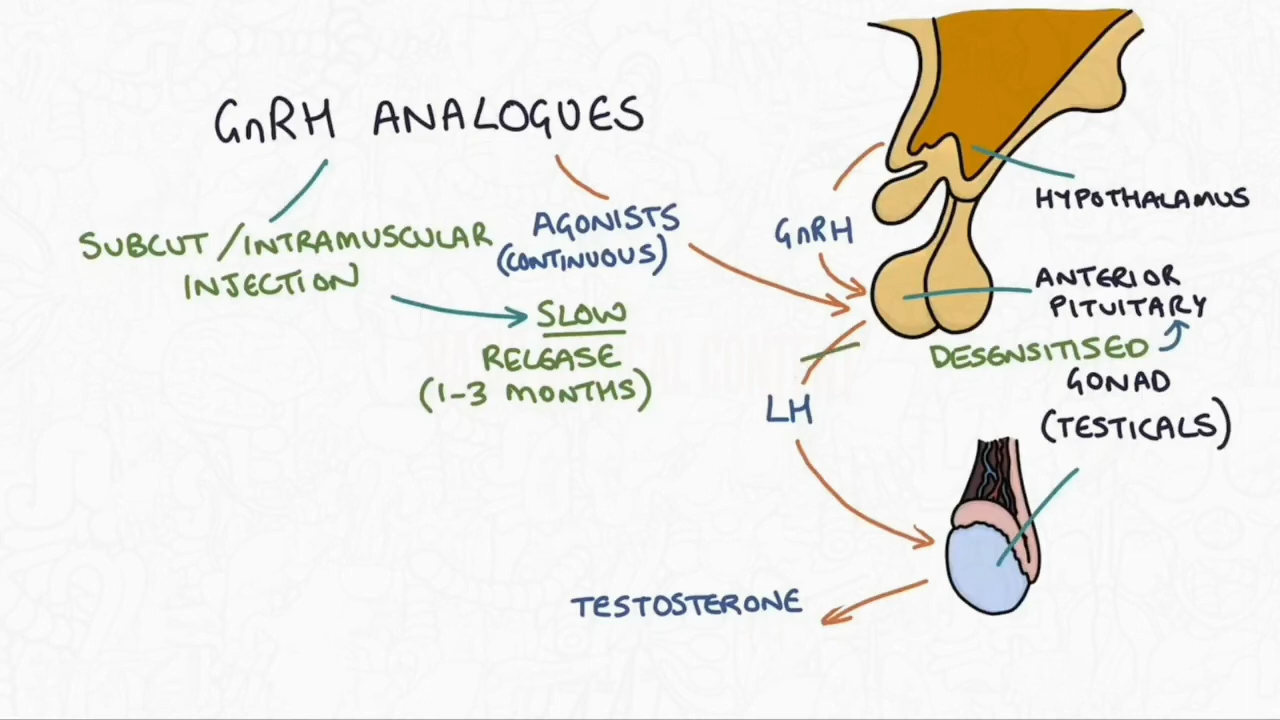 GnRH ANALOGUES
SUBCUT / INTRAMUSCULAR
INJECTION
AGONISTS
(CONTINUOUS)
SLOW
RELEASE
(1-3 MONTHS)
GnRH
HYPOTHALAMUS
ANTERIOR
PITUITARY
DESENSITISED
LH
GONAD
(TESTICALS)
TESTOSTERONE